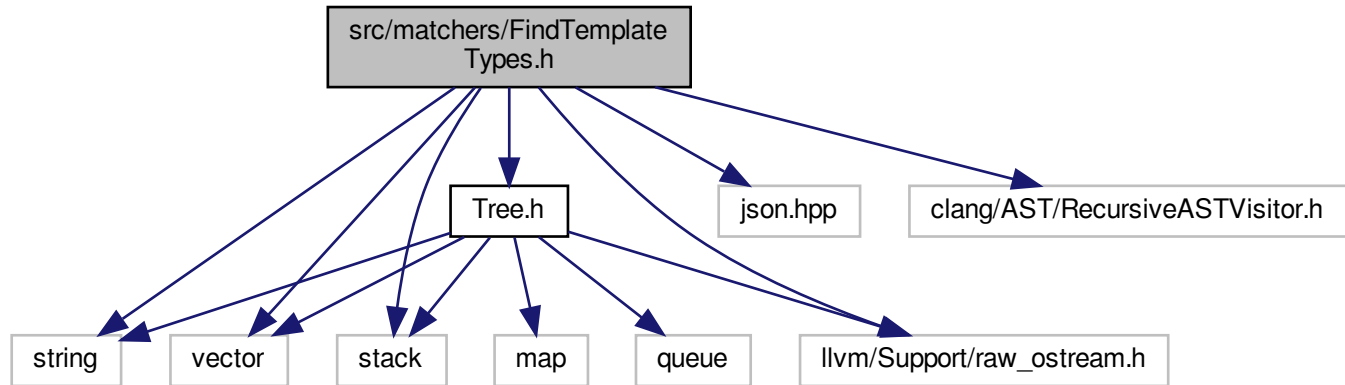 src/matchers/FindTemplate
Types.h
Tree.h
json.hpp
clang/AST/RecursiveASTVisitor.h
string
vector
stack
map
queue
llvm/Support/raw_ostream.h